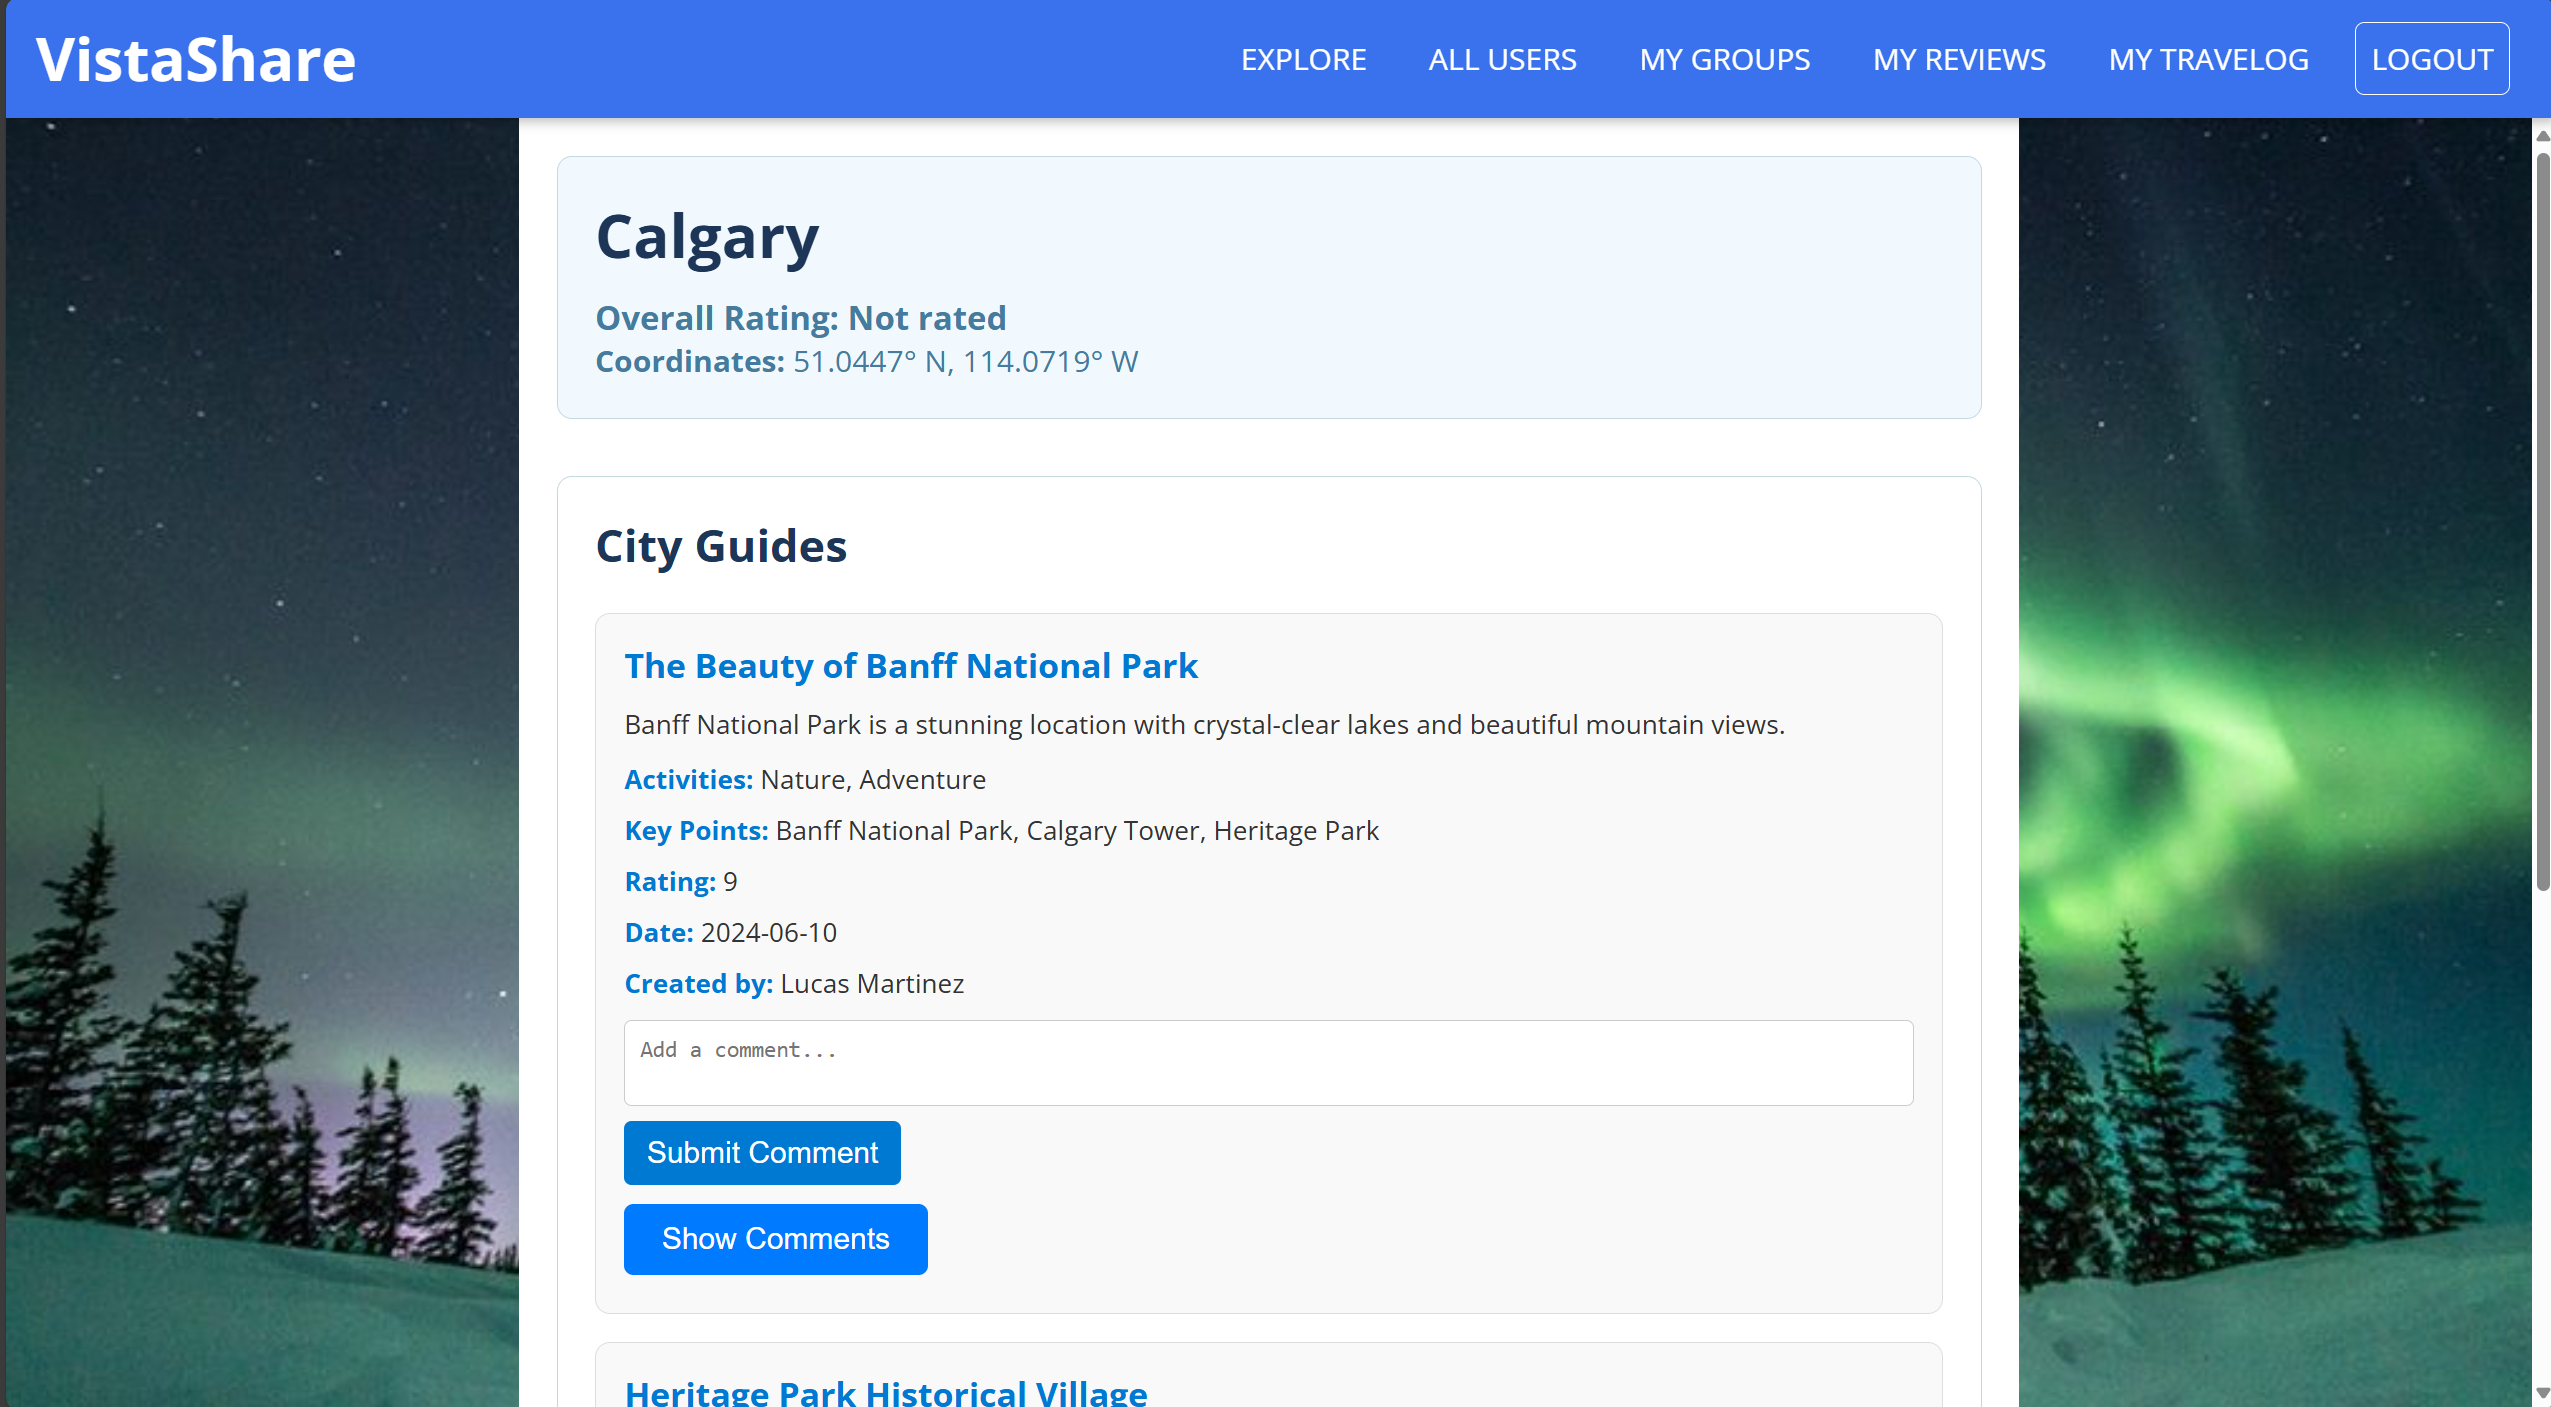 VistaShare
EXPLORE
ALL USERS
MY GROUPS
MY REVIEWS
MY TRAVELOG
LOGOUT
Calgary
Overall Rating: Not rated
Coordinates: 51.0447° N, 114.0719° W
City Guides
The Beauty of Banff National Park
Banff National Park is a stunning location with crystal-clear lakes and beautiful mountain views.
Activities: Nature, Adventure
Key Points: Banff National Park, Calgary Tower, Heritage Park
Rating: 9
Date: 2024-06-10
Created by: Lucas Martinez
Add a comment...
Submit Comment
Show Comments
Heritage Park Historical Village